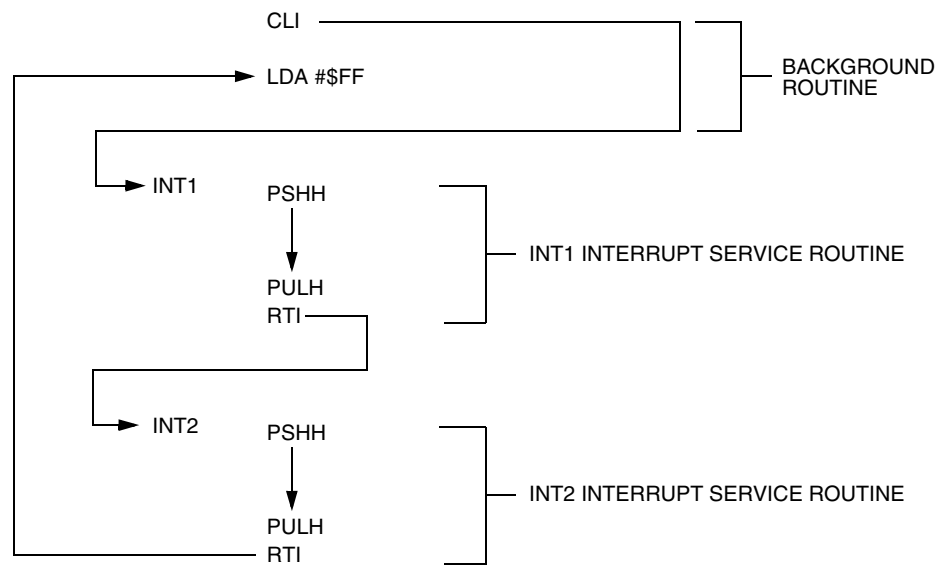 CLI
LDA #$FF
BACKGROUND
ROUTINE
INT1
PSHH
INT1 INTERRUPT SERVICE ROUTINE
PULH
RTI
INT2
PSHH
INT2 INTERRUPT SERVICE ROUTINE
PULH
RTI